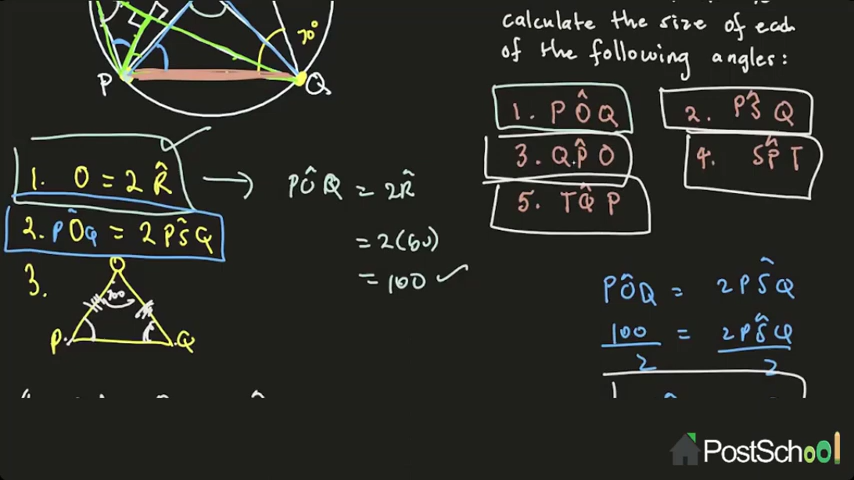 calculate the size of each
of the following angles:
70°
P
Q
1. PÔQ
2. PŜQ
3. QP̂O
4. SP̂T
5. TQ̂P
1. O = 2R̂
PÔQ = 2R̂
2. PÔQ = 2PŜQ
= 2(50)
= 100 ✓
3.
O
100
P
Q
PÔQ = 2PŜQ
100 = 2PŜQ
2 2
PostSchool